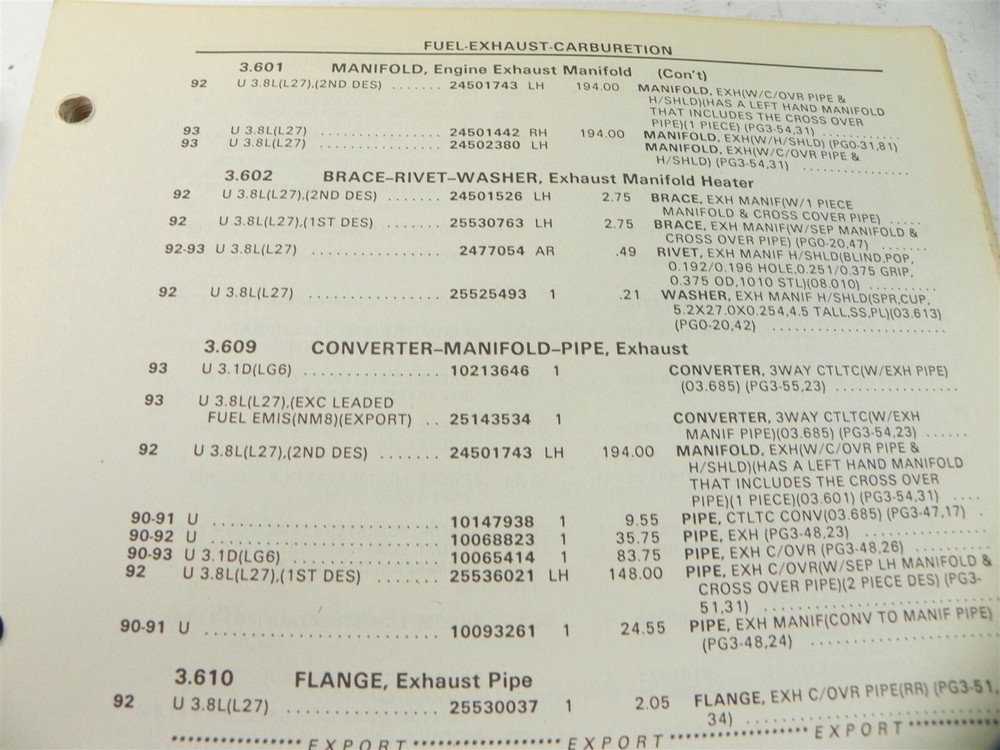 FUEL-EXHAUST-CARBURETION
3.601 MANIFOLD, Engine Exhaust Manifold (Con't)
92 U 3.8L(L27),(2ND DES) ....... 24501743 LH 194.00 MANIFOLD, EXH(W/C/OVR PIPE &
H/SHLD)(HAS A LEFT HAND MANIFOLD
THAT INCLUDES THE CROSS OVER
PIPE)(1 PIECE) (PG3-54,31) ...........
93 U 3.8L(L27) ................ 24501442 RH 194.00 MANIFOLD, EXH(W/H/SHLD) (PG0-31,81)
93 U 3.8L(L27) ................ 24502380 LH MANIFOLD, EXH(W/C/OVR PIPE &
H/SHLD) (PG3-54,31) .................
3.602 BRACE-RIVET-WASHER, Exhaust Manifold Heater
92 U 3.8L(L27),(2ND DES) ....... 24501526 LH 2.75 BRACE, EXH MANIF(W/1 PIECE
MANIFOLD & CROSS COVER PIPE) .....
92 U 3.8L(L27),(1ST DES) ....... 25530763 LH 2.75 BRACE, EXH MANIF(W/SEP MANIFOLD &
CROSS OVER PIPE) (PG0-20,47) .......
92-93 U 3.8L(L27) ................ 2477054 AR .49 RIVET, EXH MANIF H/SHLD(BLIND,POP,
0.192/0.196 HOLE,0.251/0.375 GRIP,
0.375 OD,1010 STL)(08.010) ..........
92 U 3.8L(L27) ................ 25525493 1 .21 WASHER, EXH MANIF H/SHLD(SPR,CUP,
5.2X27.0X0.254,4.5 TALL,SS,PL)(03.613)
(PG0-20,42) .......................
3.609 CONVERTER-MANIFOLD-PIPE, Exhaust
93 U 3.1D(LG6) ................ 10213646 1 CONVERTER, 3WAY CTLTC(W/EXH PIPE)
(03.685) (PG3-55,23) ................
93 U 3.8L(L27),(EXC LEADED
FUEL EMIS(NM8)(EXPORT) .. 25143534 1 CONVERTER, 3WAY CTLTC(W/EXH
MANIF PIPE)(03.685) (PG3-54,23) ......
92 U 3.8L(L27),(2ND DES) ....... 24501743 LH 194.00 MANIFOLD, EXH(W/C/OVR PIPE &
H/SHLD)(HAS A LEFT HAND MANIFOLD
THAT INCLUDES THE CROSS OVER
PIPE)(1 PIECE)(03.601) (PG3-54,31) ....
90-91 U .......................... 10147938 1 9.55 PIPE, CTLTC CONV(03.685) (PG3-47,17) .
90-92 U .......................... 10068823 1 35.75 PIPE, EXH (PG3-48,23) ................
90-93 U 3.1D(LG6) ................ 10065414 1 83.75 PIPE, EXH C/OVR (PG3-48,26) ..........
92 U 3.8L(L27),(1ST DES) ....... 25536021 LH 148.00 PIPE, EXH C/OVR(W/SEP LH MANIFOLD &
CROSS OVER PIPE)(2 PIECE DES) (PG3-
51,31) ...........................
90-91 U .......................... 10093261 1 24.55 PIPE, EXH MANIF(CONV TO MANIF PIPE)
(PG3-48,24) .......................
3.610 FLANGE, Exhaust Pipe
92 U 3.8L(L27) ................ 25530037 1 2.05 FLANGE, EXH C/OVR PIPE(RR) (PG3-51,
34) ..................
EXPORT EXPORT EXPORT